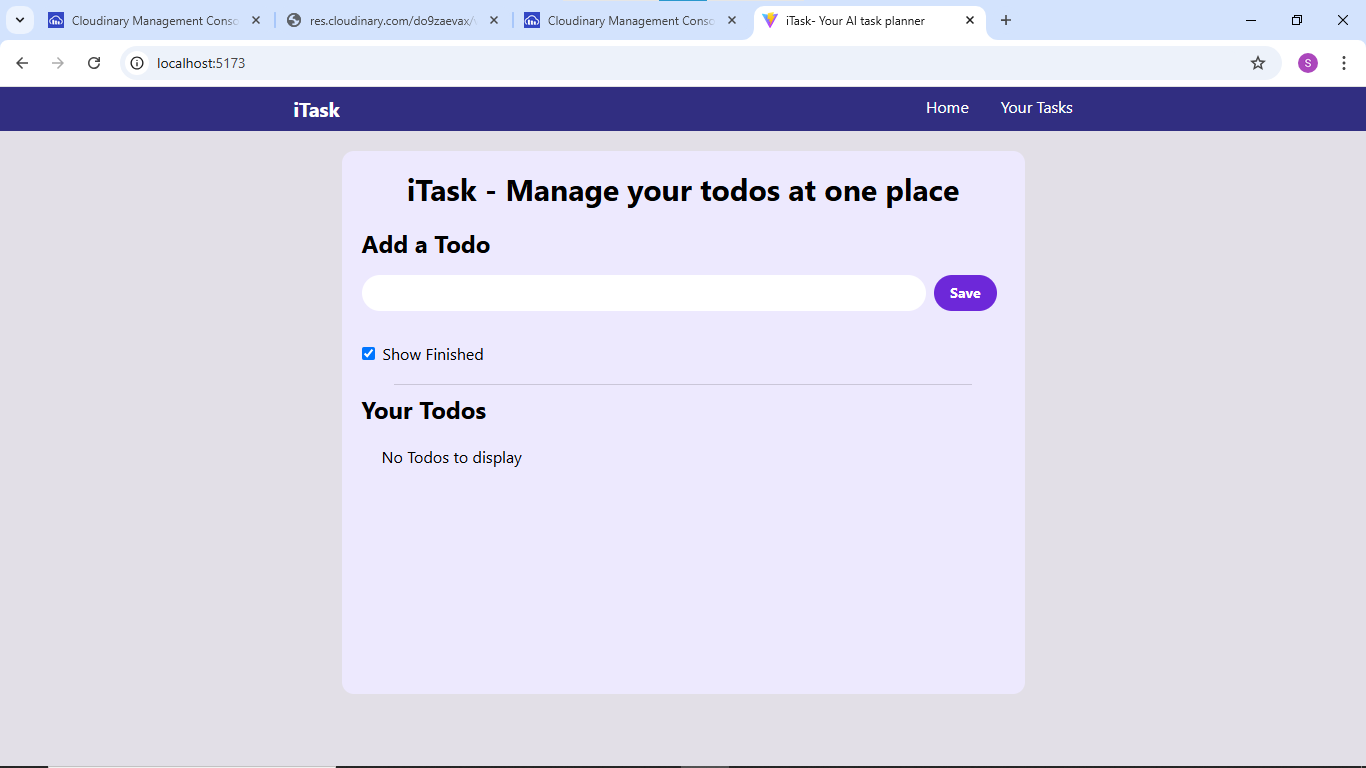 Cloudinary Management Conso
res.cloudinary.com/do9zaevax/
Cloudinary Management Conso
iTask- Your AI task planner
localhost:5173
S
iTask
Home Your Tasks
iTask - Manage your todos at one place
Add a Todo
Save
Show Finished
Your Todos
No Todos to display